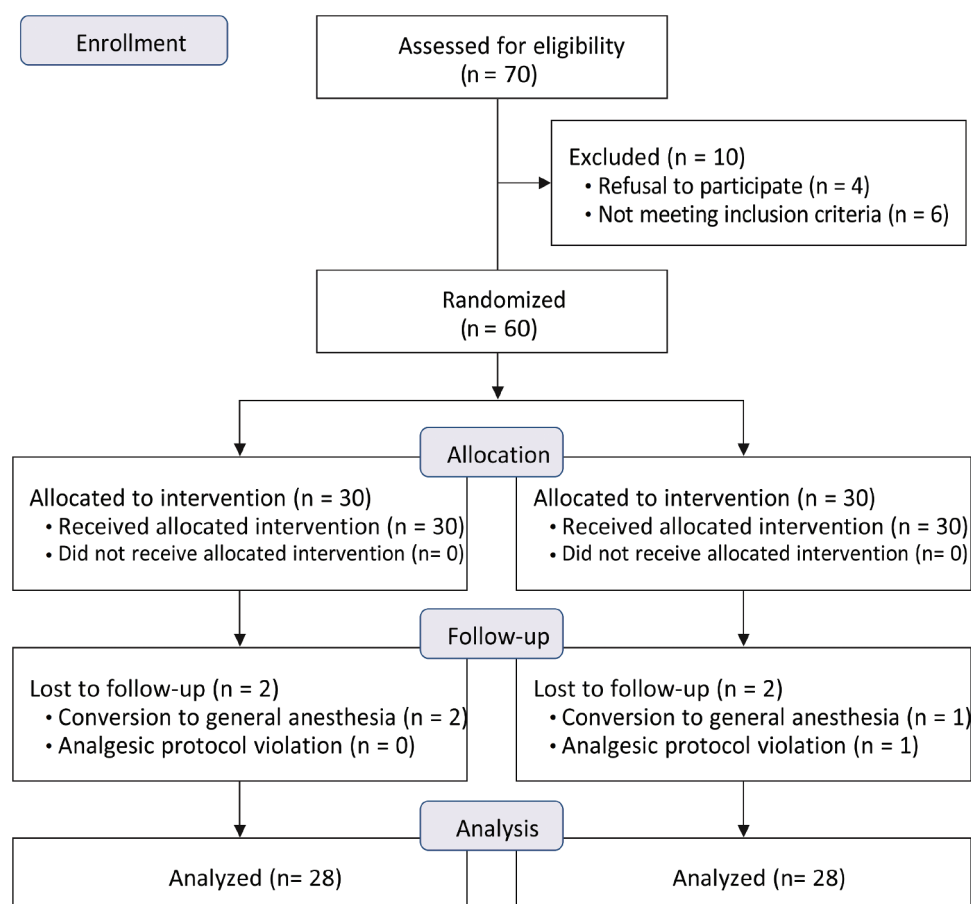 Enrollment
Assessed for eligibility
(n = 70)
Excluded (n = 10)
• Refusal to participate (n = 4)
• Not meeting inclusion criteria (n = 6)
Randomized
(n = 60)
Allocation
Allocated to intervention (n = 30)
• Received allocated intervention (n = 30)
• Did not receive allocated intervention (n= 0)
Allocated to intervention (n = 30)
• Received allocated intervention (n = 30)
• Did not receive allocated intervention (n= 0)
Follow-up
Lost to follow-up (n = 2)
• Conversion to general anesthesia (n = 2)
• Analgesic protocol violation (n = 0)
Lost to follow-up (n = 2)
• Conversion to general anesthesia (n = 1)
• Analgesic protocol violation (n = 1)
Analysis
Analyzed (n= 28)
Analyzed (n= 28)